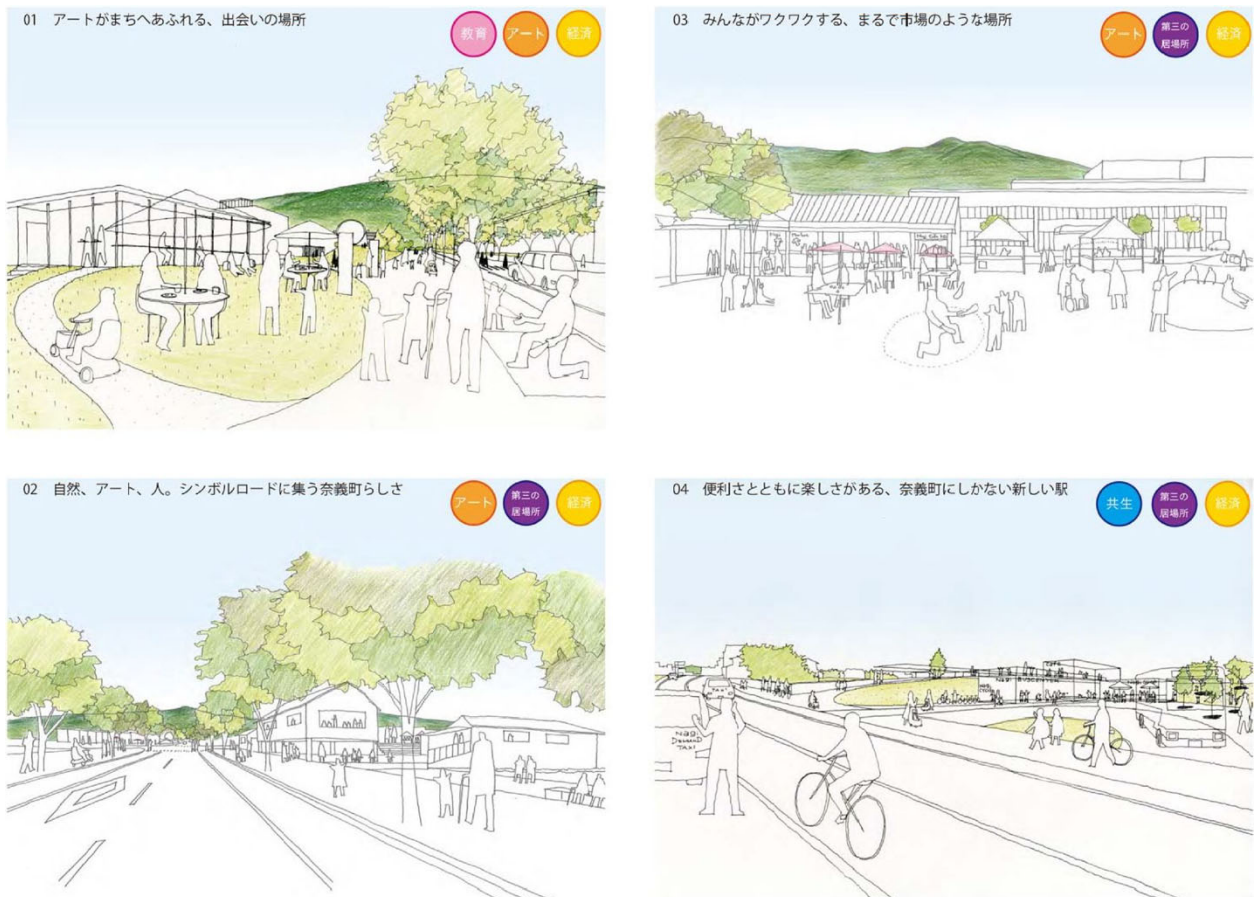 01 アートがまちへあふれる、出会いの場所
教育
アート
経済
03 みんながワクワクする、まるで市場のような場所
アート
第三の
居場所
経済
02 自然、アート、人。シンボルロードに集う奈義町らしさ
アート
第三の
居場所
経済
04 便利さとともに楽しさがある、奈義町にしかない新しい駅
共生
第三の
居場所
経済
TAXI